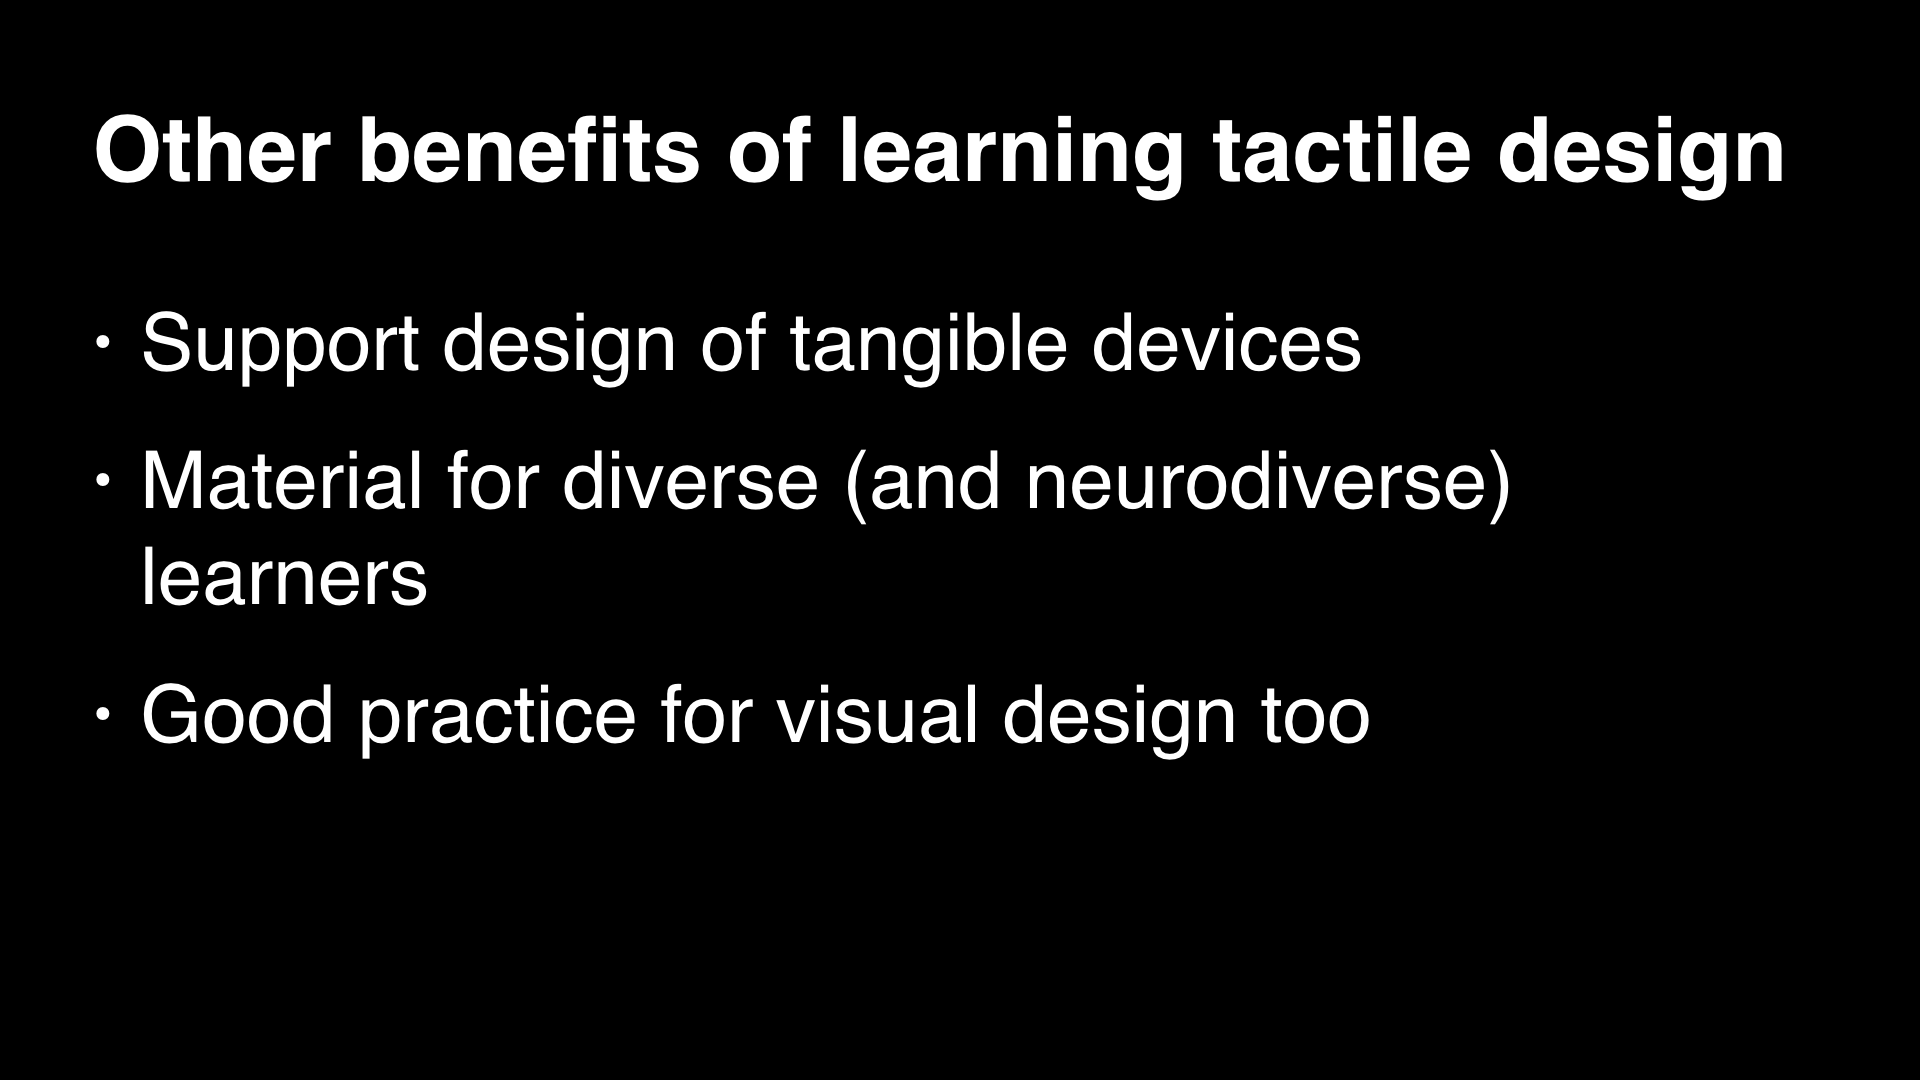 Other benefits of learning tactile design
• Support design of tangible devices
• Material for diverse (and neurodiverse)
learners
• Good practice for visual design too